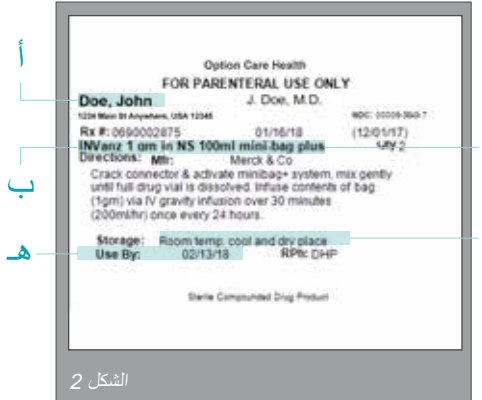 Option Care Health
FOR PARENTERAL USE ONLY
أ
Doe, John J. Doe, M.D.
1234 Main St Anywhere, USA 12345 NDC:
Rx #: 0690002875 01/16/18 (12/01/17)
ب
INVanz 1 gm in NS 100ml mini-bag plus Qty 2
Directions: Mfr: Merck & Co
Crack connector & activate minibag+ system, mix gently
until full drug vial is dissolved. Infuse contents of bag
(1gm) via IV gravity infusion over 30 minutes
(200ml/hr) once every 24 hours.
Storage: Room temp. cool and dry place
هـ
Use By: 02/13/18 RPh: DHP
Sterile Compounded Drug Product
الشكل 2